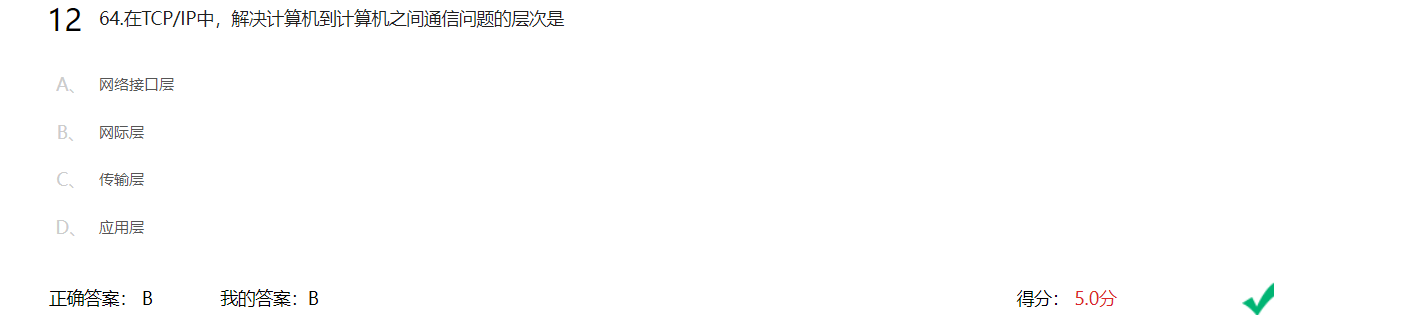 12 64.在TCP/IP中，解决计算机到计算机之间通信问题的层次是
A、 网络接口层
B、 网际层
C、 传输层
D、 应用层
正确答案： B 我的答案：B 得分： 5.0分